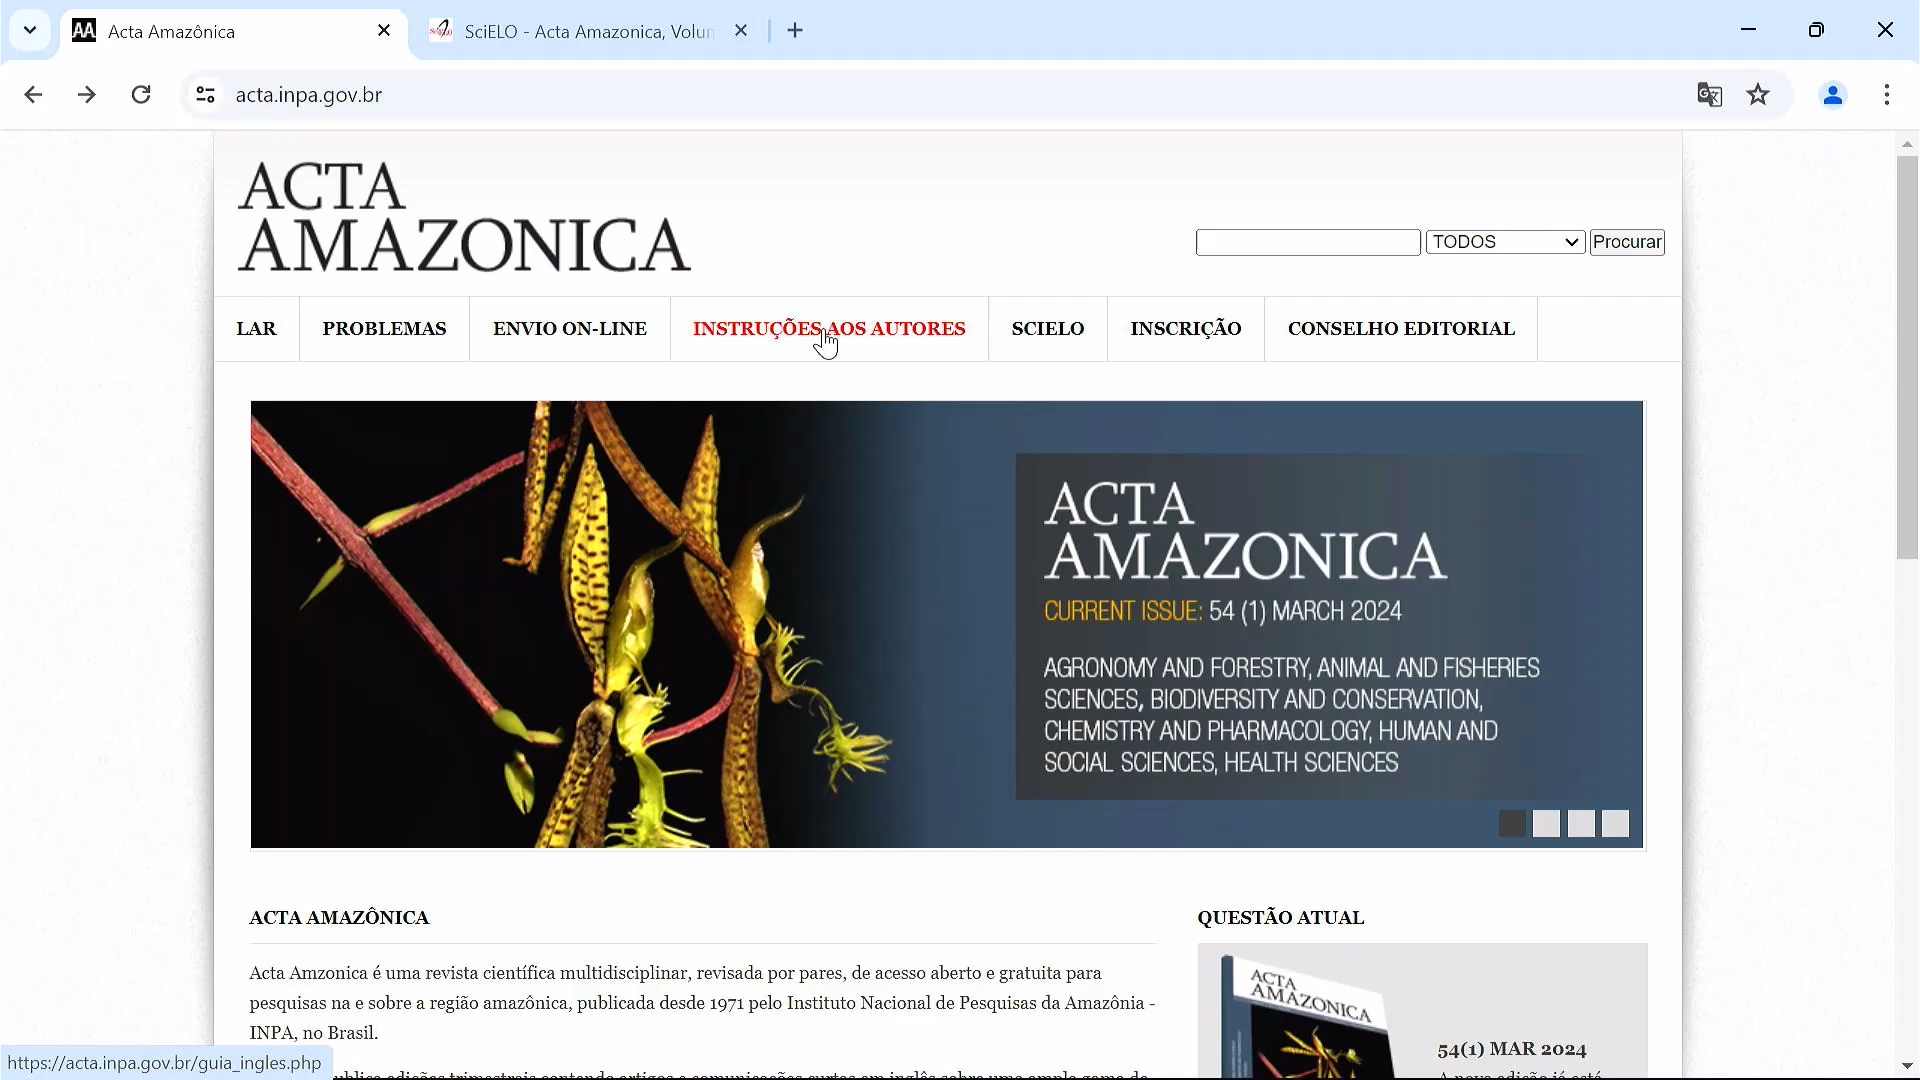 Acta Amazônica
SciELO - Acta Amazonica, Volun
acta.inpa.gov.br
ACTA
AMAZONICA
TODOS
Procurar
LAR
PROBLEMAS
ENVIO ON-LINE
INSTRUÇÕES AOS AUTORES
SCIELO
INSCRIÇÃO
CONSELHO EDITORIAL
ACTA
AMAZONICA
CURRENT ISSUE: 54 (1) MARCH 2024
AGRONOMY AND FORESTRY, ANIMAL AND FISHERIES
SCIENCES, BIODIVERSITY AND CONSERVATION,
CHEMISTRY AND PHARMACOLOGY, HUMAN AND
SOCIAL SCIENCES, HEALTH SCIENCES
ACTA AMAZÔNICA
Acta Amzonica é uma revista científica multidisciplinar, revisada por pares, de acesso aberto e gratuita para
pesquisas na e sobre a região amazônica, publicada desde 1971 pelo Instituto Nacional de Pesquisas da Amazônia -
INPA, no Brasil.
QUESTÃO ATUAL
ACTA
AMAZONICA
54(1) MAR 2024
https://acta.inpa.gov.br/guia_ingles.php